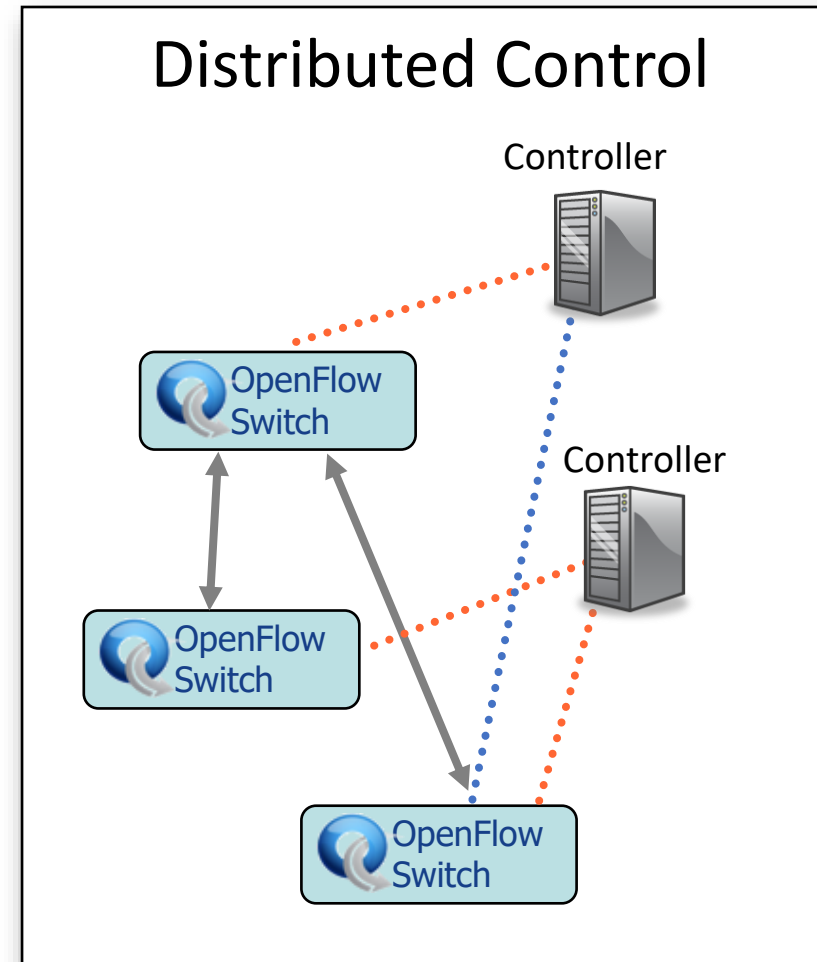 Distributed Control
Controller
OpenFlow
Switch
Controller
OpenFlow
Switch
OpenFlow
Switch